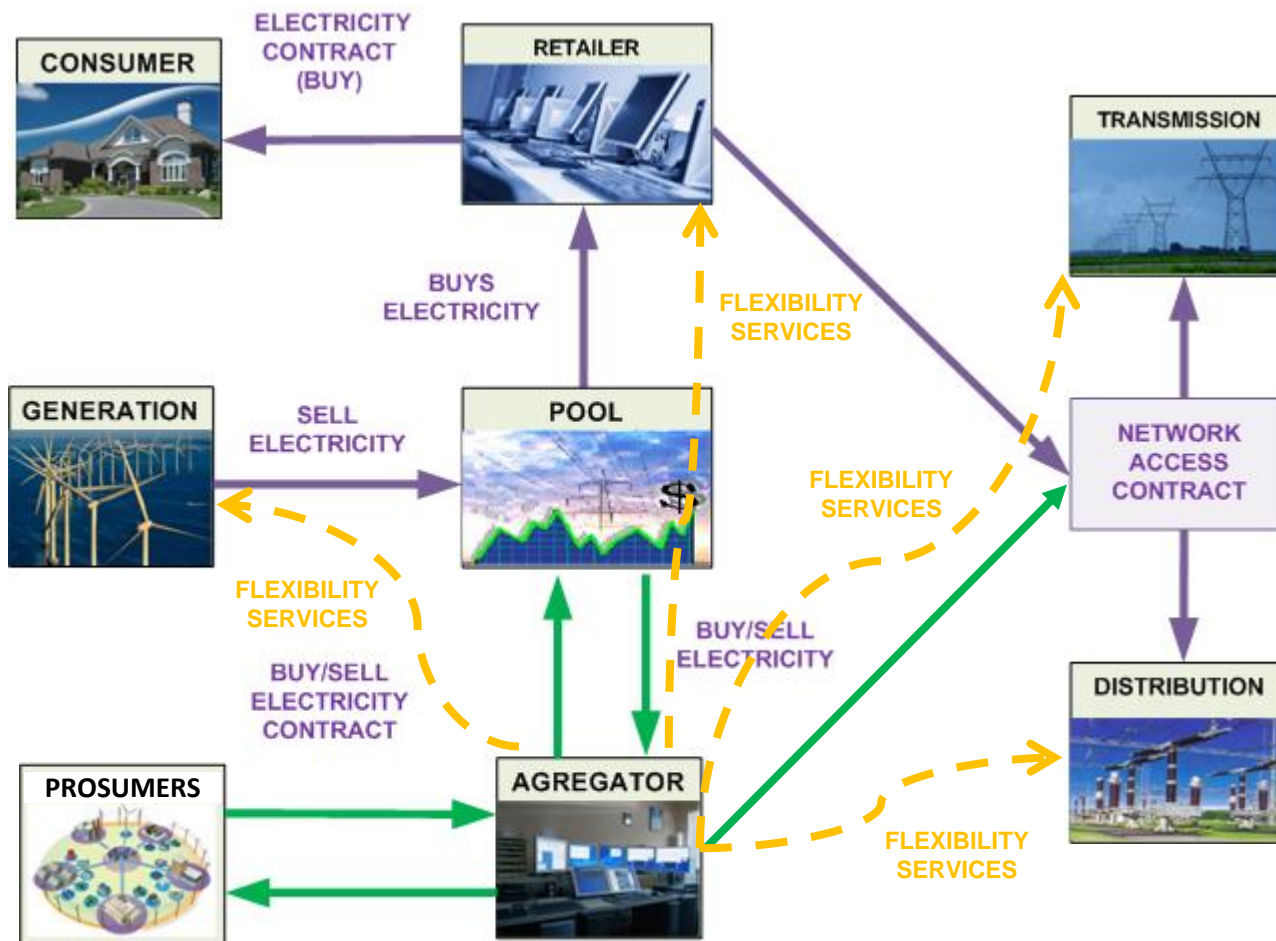 ELECTRICITY
CONTRACT
(BUY)
CONSUMER
RETAILER
TRANSMISSION
BUYS
ELECTRICITY
FLEXIBILITY
SERVICES
GENERATION
SELL
ELECTRICITY
POOL
$
FLEXIBILITY
SERVICES
NETWORK
ACCESS
CONTRACT
FLEXIBILITY
SERVICES
BUY/SELL
ELECTRICITY
BUY/SELL
ELECTRICITY
CONTRACT
DISTRIBUTION
PROSUMERS
AGREGATOR
FLEXIBILITY
SERVICES